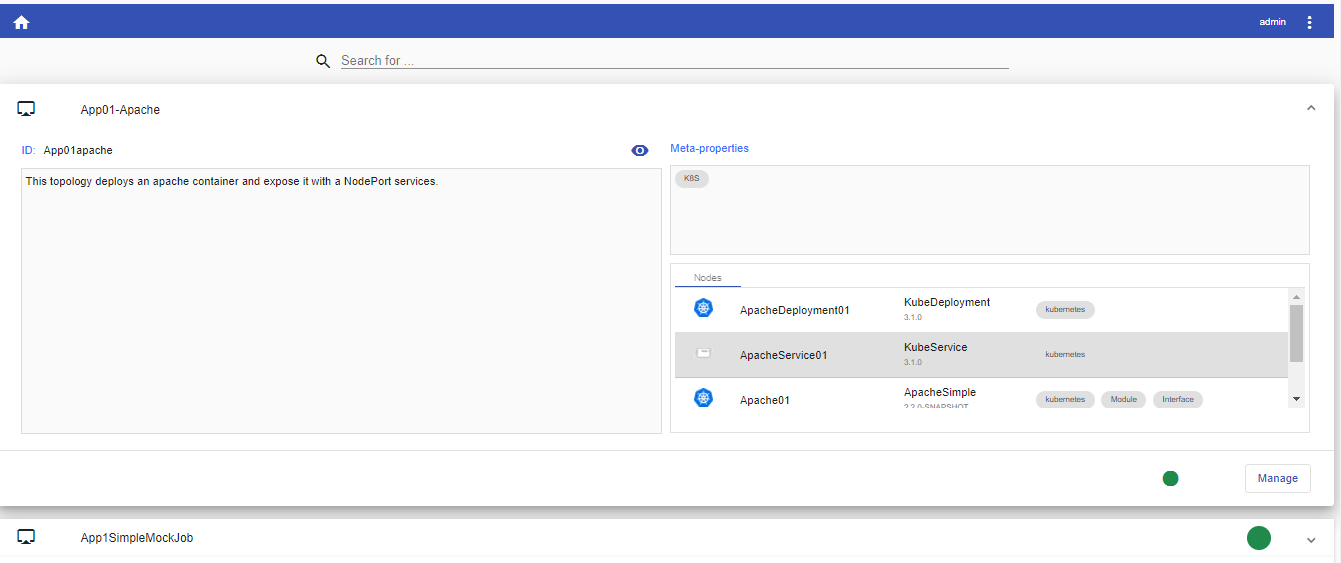 admin
Search for ...
App01-Apache
ID: App01apache
This topology deploys an apache container and expose it with a NodePort services.
Meta-properties
K8S
Nodes
ApacheDeployment01 KubeDeployment kubernetes
3.1.0
ApacheService01 KubeService kubernetes
3.1.0
Apache01 ApacheSimple kubernetes Module Interface
2.2.0-SNAPSHOT
Manage
App1SimpleMockJob